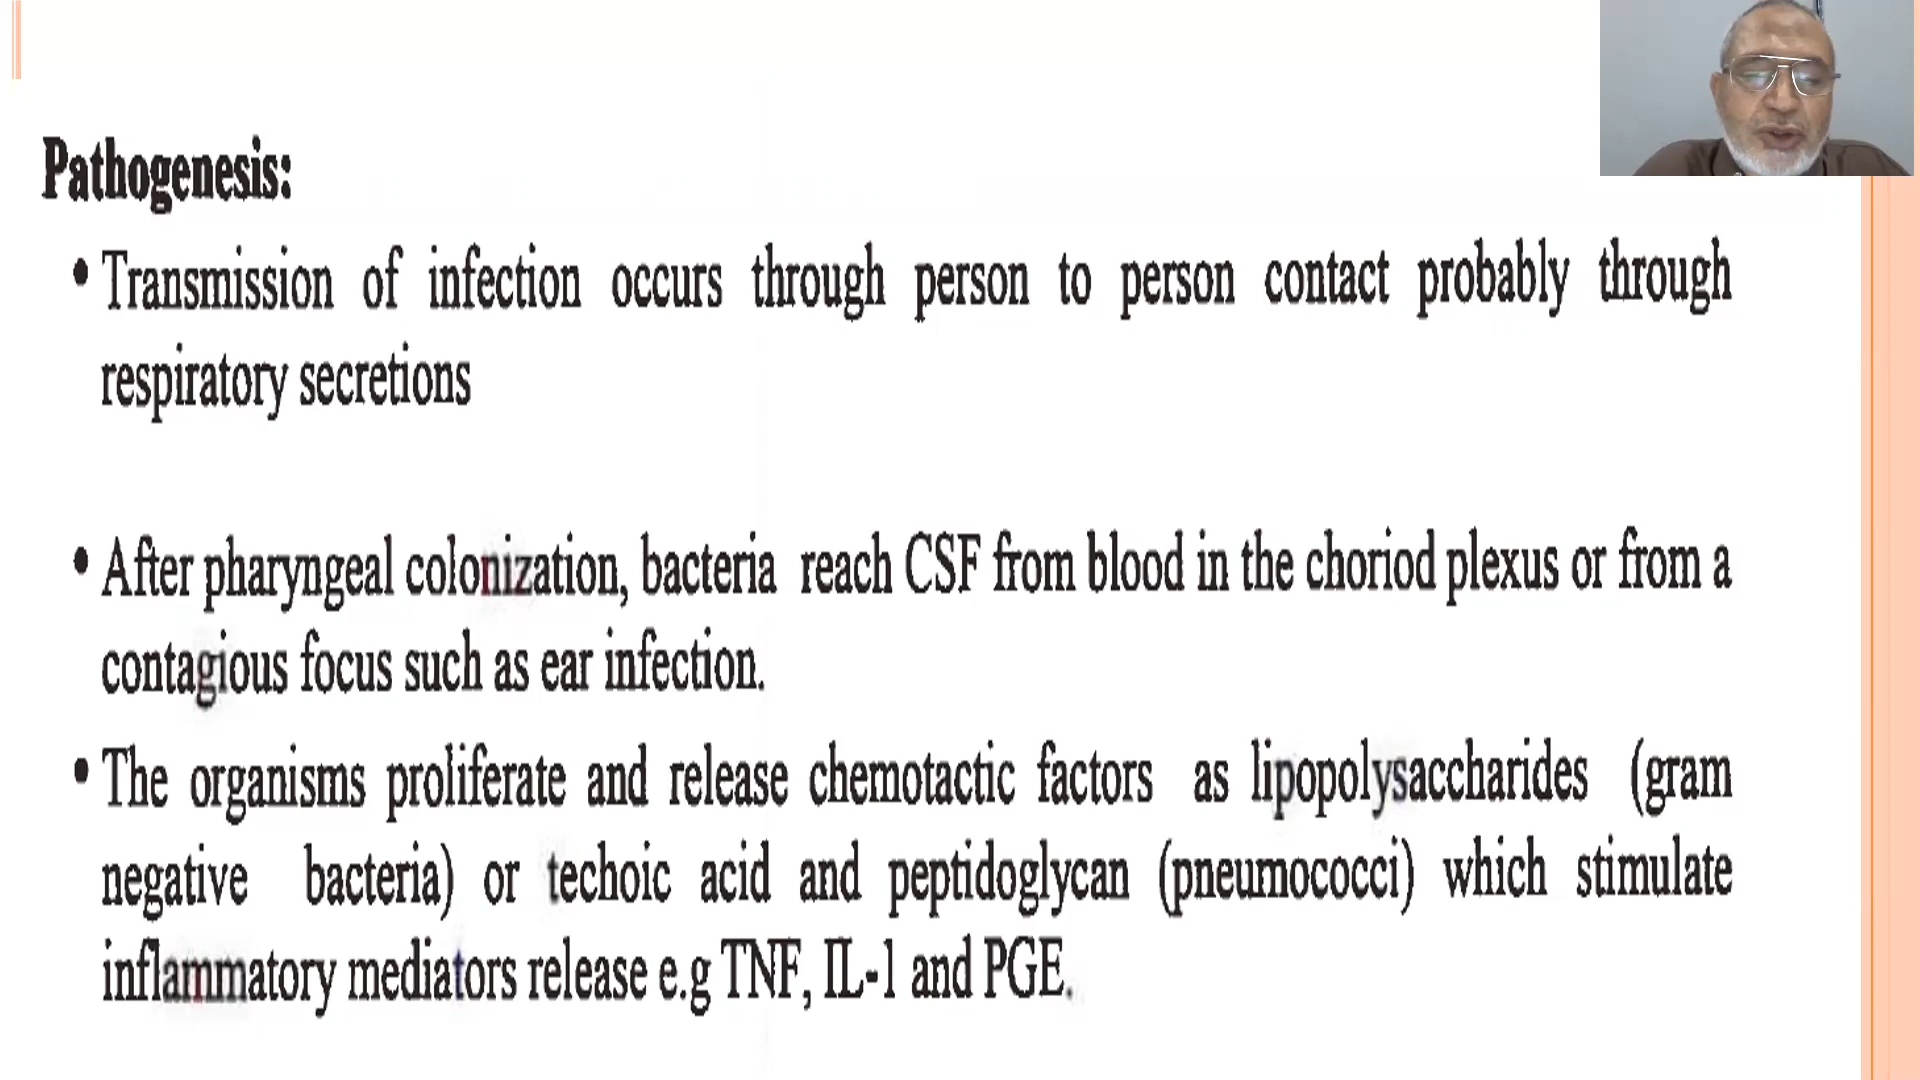 Pathogenesis:
• Transmission of infection occurs through person to person contact probably through
respiratory secretions
• After pharyngeal colonization, bacteria reach CSF from blood in the choriod plexus or from a
contagious focus such as ear infection.
• The organisms proliferate and release chemotactic factors as lipopolysaccharides (gram
negative bacteria) or techoic acid and peptidoglycan (pneumococci) which stimulate
inflammatory mediators release e.g TNF, IL-1 and PGE.